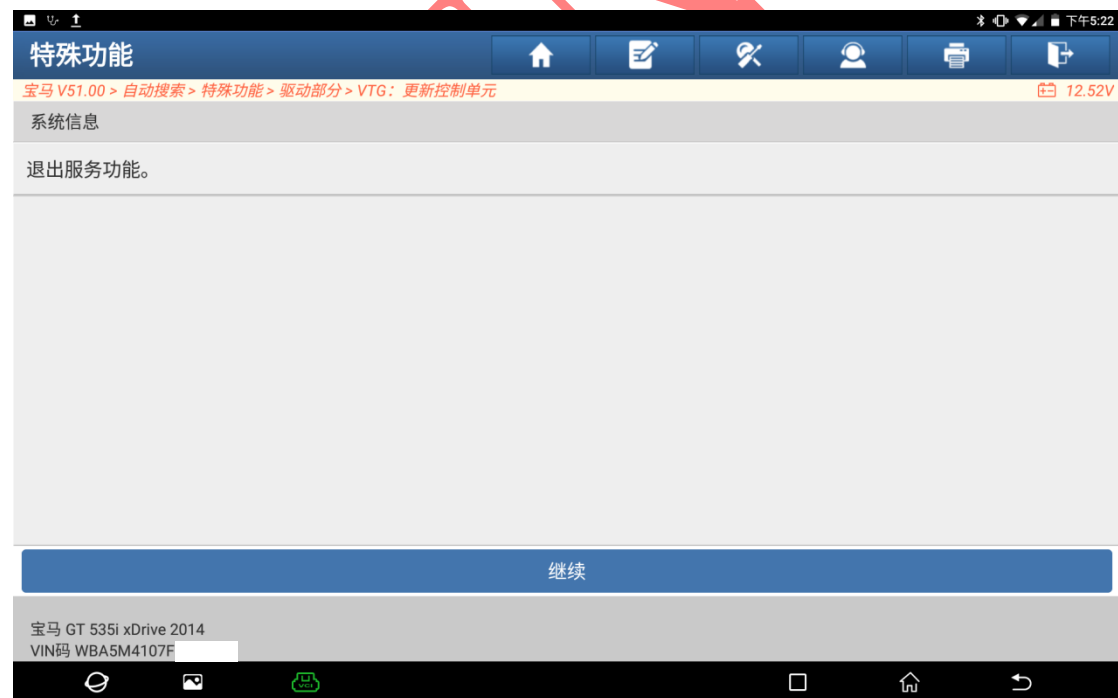 下午5:22
特殊功能
宝马 V51.00 > 自动搜索 > 特殊功能 > 驱动部分 > VTG：更新控制单元
12.52V
系统信息
退出服务功能。
继续
宝马 GT 535i xDrive 2014
VIN码 WBA5M4107F
VCI